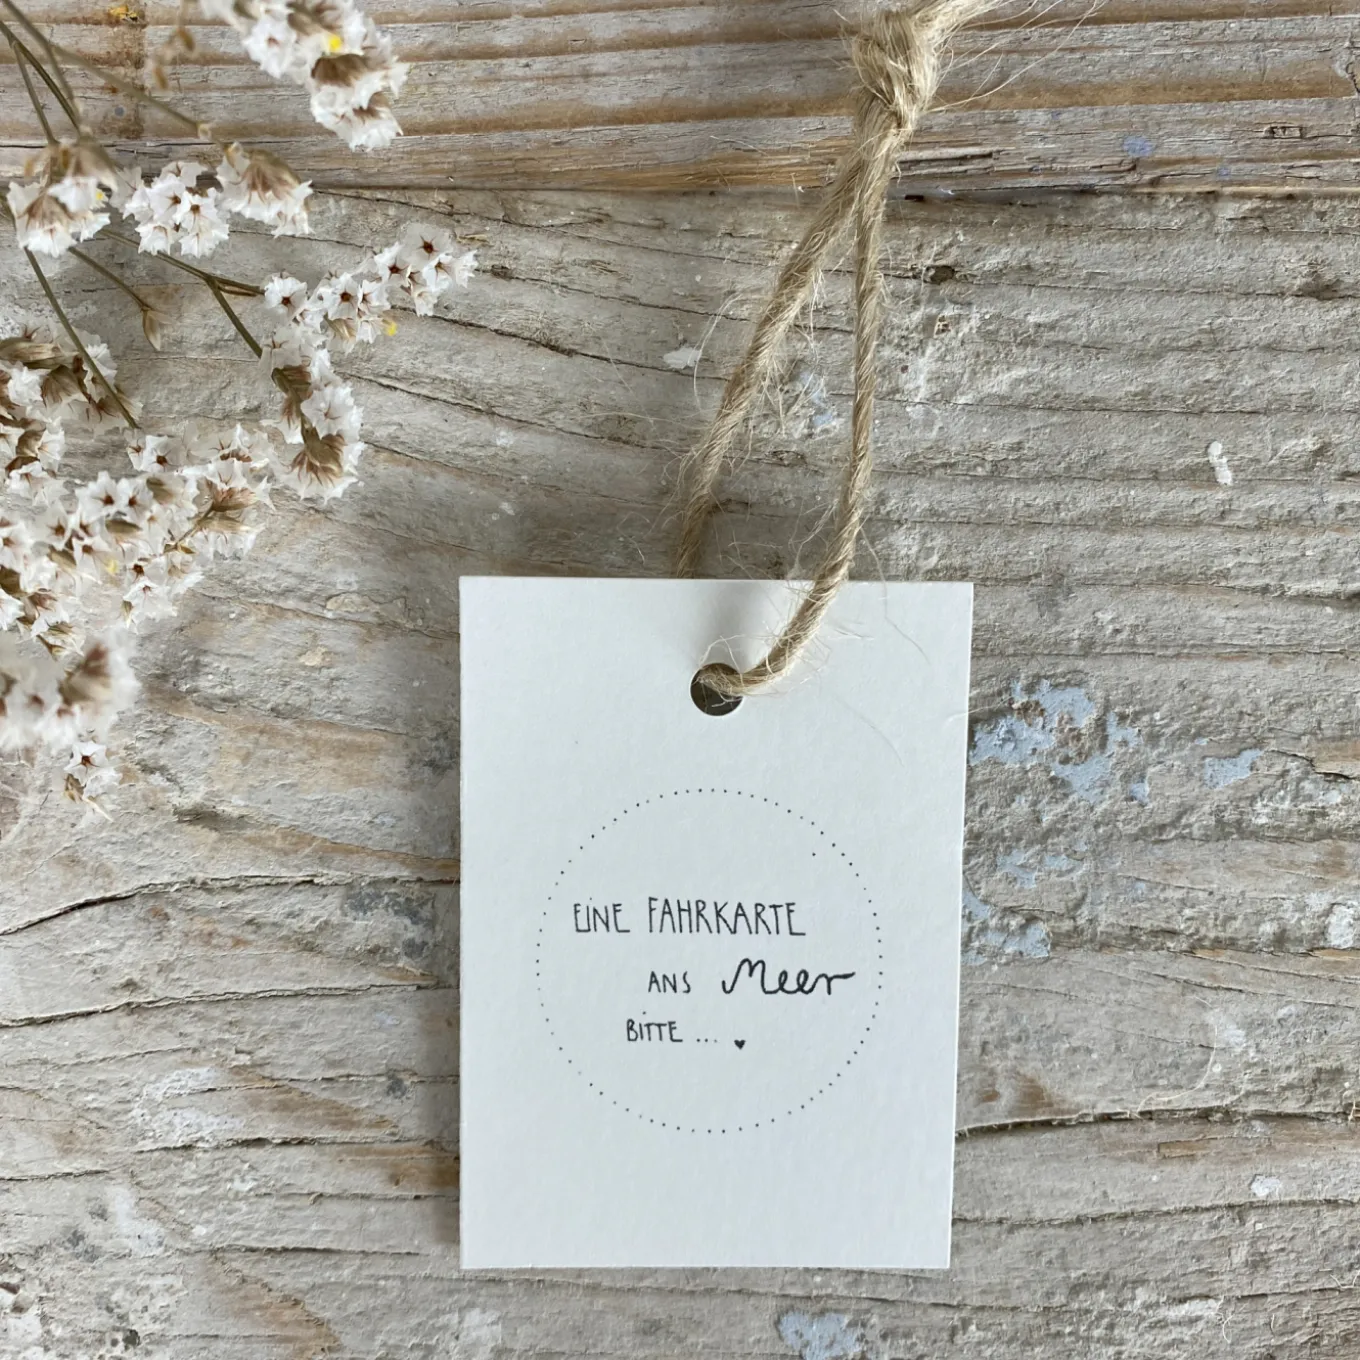 EINE FAHRKARTE
ANS Meer
BITTE ... ♥